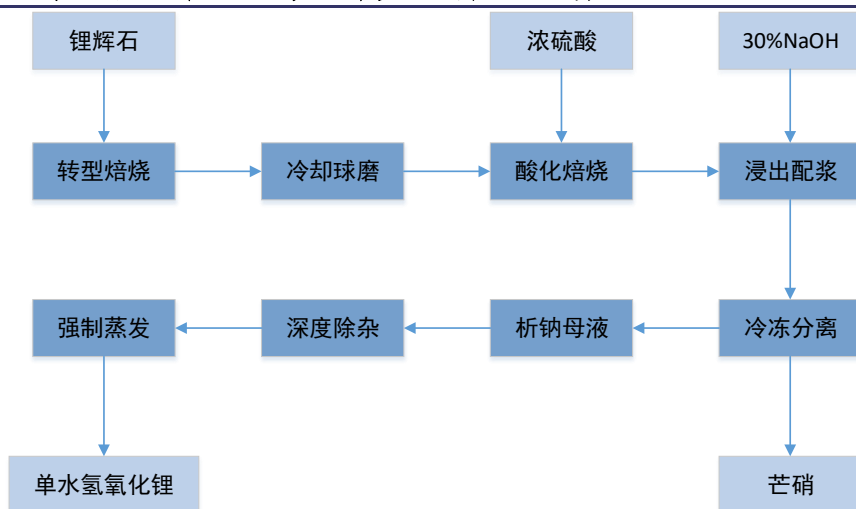 锂辉石
浓硫酸
30%NaOH
转型焙烧
冷却球磨
酸化焙烧
浸出配浆
强制蒸发
深度除杂
析钠母液
冷冻分离
单水氢氧化锂
芒硝